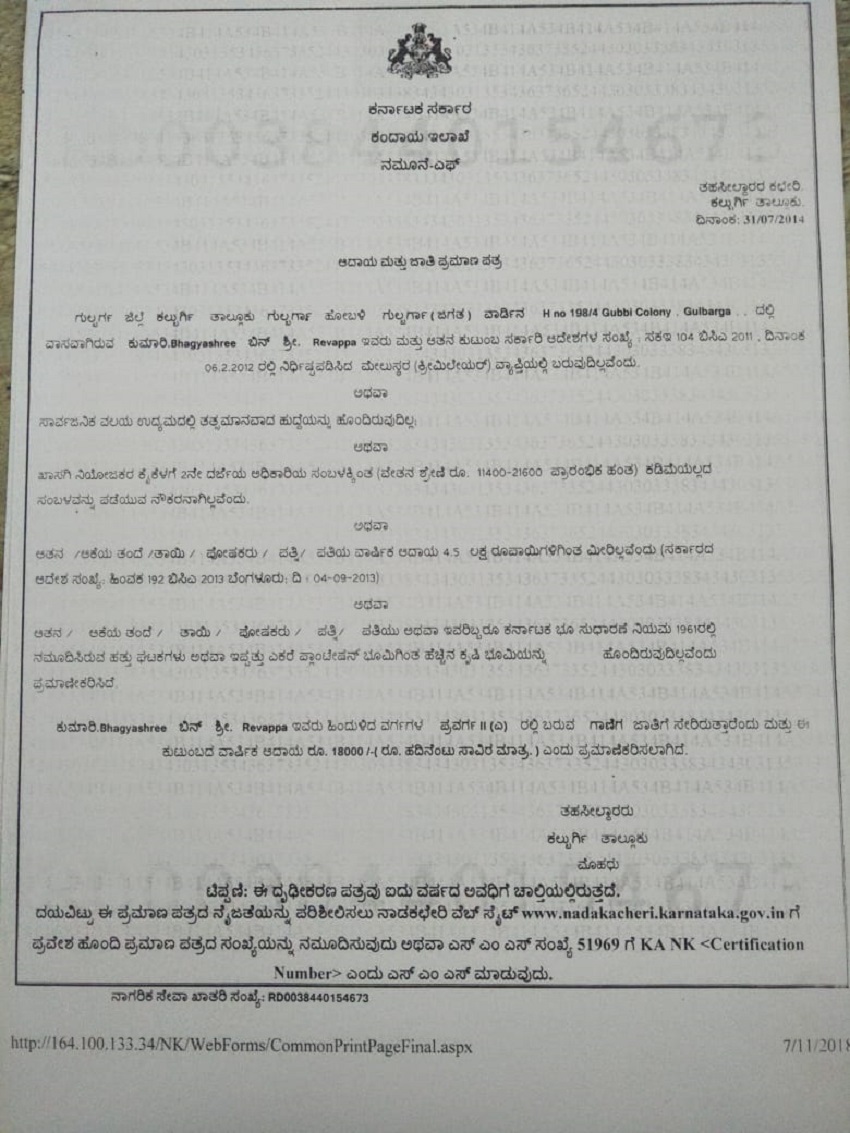 ಕರ್ನಾಟಕ ಸರ್ಕಾರ
ಕಂದಾಯ ಇಲಾಖೆ
ನಮೂನೆ-ಎಫ್
ತಹಸೀಲ್ದಾರರ ಕಛೇರಿ.
ಕಲ್ಬುರ್ಗಿ ತಾಲ್ಲೂಕು.
ದಿನಾಂಕ: 31/07/2014
ಆದಾಯ ಮತ್ತು ಜಾತಿ ಪ್ರಮಾಣ ಪತ್ರ
ಗುಲ್ಬರ್ಗ ಜಿಲ್ಲೆ ಕಲ್ಬುರ್ಗಿ ತಾಲ್ಲೂಕು ಗುಲ್ಬರ್ಗಾ ಹೋಬಳಿ ಗುಲ್ಬರ್ಗಾ(ಜಗತ) ವಾರ್ಡಿನ H no 198/4 Gubbi Colony , Gulbarga , , ದಲ್ಲಿ
ವಾಸವಾಗಿರುವ ಕುಮಾರಿ.Bhagyashree ಬಿನ್ ಶ್ರೀ. Revappa ಇವರು ಮತ್ತು ಆತನ ಕುಟುಂಬ ಸರ್ಕಾರಿ ಆದೇಶಗಳ ಸಂಖ್ಯೆ : ಸಕಇ 104 ಬಿಸಿಎ 2011 , ದಿನಾಂಕ
06.2.2012 ರಲ್ಲಿ ನಿರ್ಧಿಷ್ಟಪಡಿಸಿದ ಮೇಲುಸ್ಥರ (ಕ್ರೀಮಿಲೇಯರ್) ವ್ಯಾಪ್ತಿಯಲ್ಲಿ ಬರುವುದಿಲ್ಲವೆಂದು.
ಅಥವಾ
ಸಾರ್ವಜನಿಕ ವಲಯ ಉದ್ಯಮದಲ್ಲಿ ತತ್ಸಮಾನವಾದ ಹುದ್ದೆಯನ್ನು ಹೊಂದಿರುವುದಿಲ್ಲ;
ಅಥವಾ
ಖಾಸಗಿ ನಿಯೋಜಕರ ಕೈಕೆಳಗೆ 2ನೇ ದರ್ಜೆಯ ಅಧಿಕಾರಿಯ ಸಂಬಳಕ್ಕಿಂತ (ವೇತನ ಶ್ರೇಣಿ ರೂ. 11400-21600 ಪ್ರಾರಂಭಿಕ ಹಂತ) ಕಡಿಮೆಯಲ್ಲದ
ಸಂಬಳವನ್ನು ಪಡೆಯುವ ನೌಕರನಾಗಿಲ್ಲವೆಂದು.
ಅಥವಾ
ಆತನ /ಆಕೆಯ ತಂದೆ /ತಾಯಿ / ಪೋಷಕರು / ಪತ್ನಿ/ ಪತಿಯ ವಾರ್ಷಿಕ ಆದಾಯ 4.5 ಲಕ್ಷ ರೂಪಾಯಿಗಳಿಗಿಂತ ಮೀರಿಲ್ಲವೆಂದು (ಸರ್ಕಾರದ
ಆದೇಶ ಸಂಖ್ಯೆ: ಹಿಂವಕ 192 ಬಿಸಿಎ 2013 ಬೆಂಗಳೂರು; ದಿ : 04-09-2013)
ಅಥವಾ
ಆತನ / ಆಕೆಯ ತಂದೆ / ತಾಯಿ / ಪೋಷಕರು / ಪತ್ನಿ/ ಪತಿಯು ಅಥವಾ ಇವರಿಬ್ಬರೂ ಕರ್ನಾಟಕ ಭೂ ಸುಧಾರಣೆ ನಿಯಮ 1961ರಲ್ಲಿ
ನಮೂದಿಸಿರುವ ಹತ್ತು ಘಟಕಗಳು ಅಥವಾ ಇಪ್ಪತ್ತು ಎಕರೆ ಪ್ಲಾಂಟೇಷನ್ ಭೂಮಿಗಿಂತ ಹೆಚ್ಚಿನ ಕೃಷಿ ಭೂಮಿಯನ್ನು ಹೊಂದಿರುವುದಿಲ್ಲವೆಂದು
ಪ್ರಮಾಣೀಕರಿಸಿದೆ.
ಕುಮಾರಿ.Bhagyashree ಬಿನ್ ಶ್ರೀ. Revappa ಇವರು ಹಿಂದುಳಿದ ವರ್ಗಗಳ ಪ್ರವರ್ಗ II(ಎ) ರಲ್ಲಿ ಬರುವ ಗಾಣಿಗ ಜಾತಿಗೆ ಸೇರಿರುತ್ತಾರೆಂದು ಮತ್ತು ಈ
ಕುಟುಂಬದ ವಾರ್ಷಿಕ ಆದಾಯ ರೂ. 18000 /-( ರೂ. ಹದಿನೆಂಟು ಸಾವಿರ ಮಾತ್ರ. ) ಎಂದು ಪ್ರಮಾಣಿಕರಿಸಲಾಗಿದೆ.
ತಹಸೀಲ್ದಾರರು
ಕಲ್ಬುರ್ಗಿ ತಾಲ್ಲೂಕು
ಮೊಹರು
ಟಿಪ್ಪಣಿ: ಈ ದೃಢೀಕರಣ ಪತ್ರವು ಐದು ವರ್ಷದ ಅವಧಿಗೆ ಚಾಲ್ತಿಯಲ್ಲಿರುತ್ತದೆ.
ದಯವಿಟ್ಟು ಈ ಪ್ರಮಾಣ ಪತ್ರದ ನೈಜತೆಯನ್ನು ಪರಿಶೀಲಿಸಲು ನಾಡಕಛೇರಿ ವೆಬ್ ಸೈಟ್ www.nadakacheri.karnataka.gov.in ಗೆ
ಪ್ರವೇಶ ಹೊಂದಿ ಪ್ರಮಾಣ ಪತ್ರದ ಸಂಖ್ಯೆಯನ್ನು ನಮೂದಿಸುವುದು ಅಥವಾ ಎಸ್ ಎಂ ಎಸ್ ಸಂಖ್ಯೆ 51969 ಗೆ KA NK <Certification
Number> ಎಂದು ಎಸ್ ಎಂ ಎಸ್ ಮಾಡುವುದು.
ನಾಗರಿಕ ಸೇವಾ ಖಾತರಿ ಸಂಖ್ಯೆ.: RD0038440154673
http://164.100.133.34/NK/WebForms/CommonPrintPageFinal.aspx
7/11/2018